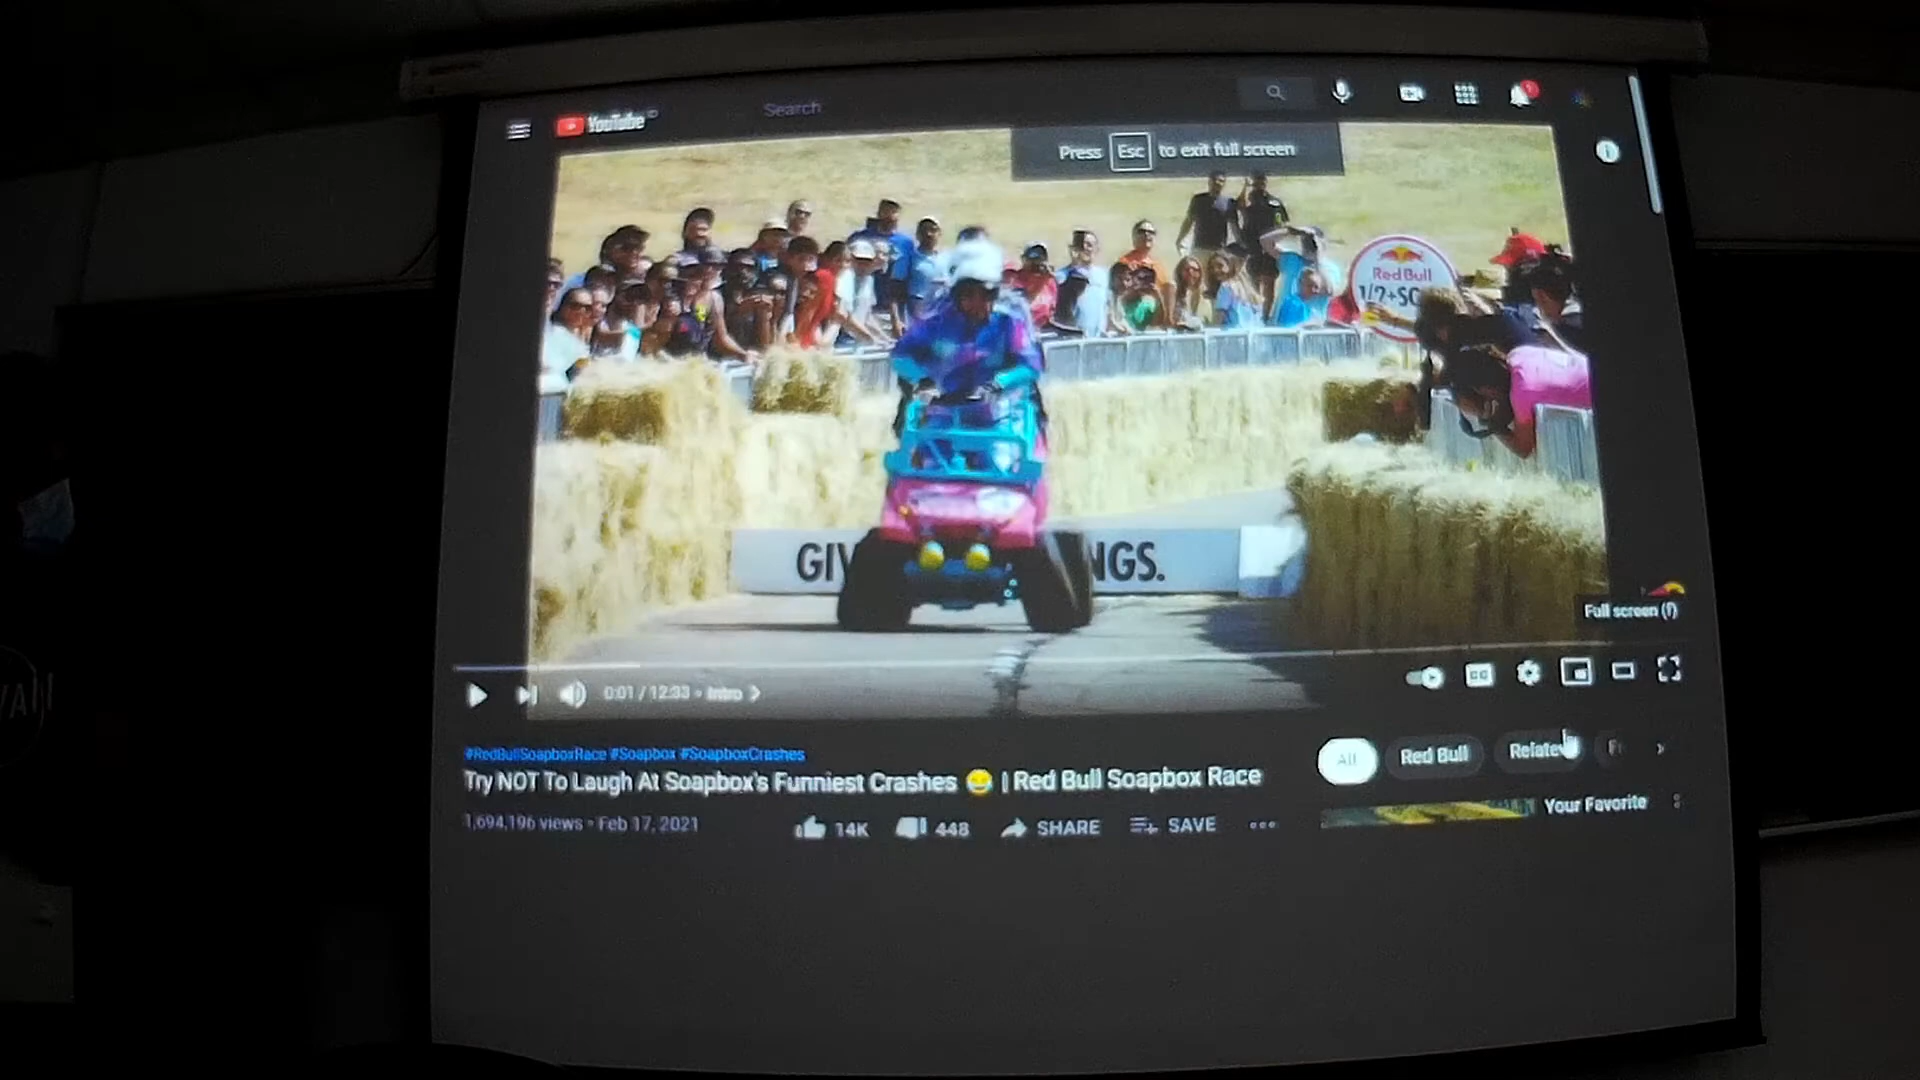 YouTube
Search
Press Esc to exit full screen
Red Bull
GIV
NGS.
Full screen (f)
0:01 / 12:33 • Intro
#RedBullSoapboxRace #Soapbox #SoapboxCrashes
Try NOT To Laugh At Soapbox's Funniest Crashes 😂 | Red Bull Soapbox Race
1,694,196 views • Feb 17, 2021
14K
448
SHARE
SAVE
All
Red Bull
Relate
Your Favorite